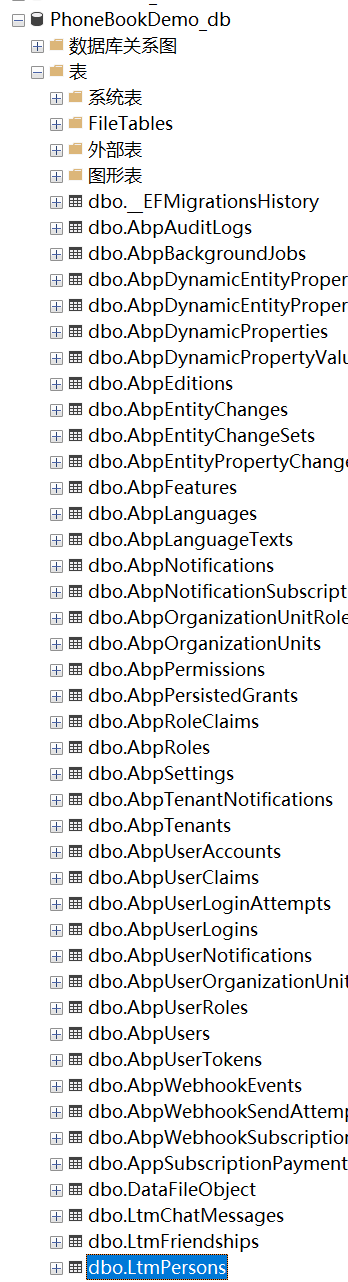 PhoneBookDemo_db
数据库关系图
表
系统表
FileTables
外部表
图形表
dbo.__EFMigrationsHistory
dbo.AbpAuditLogs
dbo.AbpBackgroundJobs
dbo.AbpDynamicEntityProper
dbo.AbpDynamicEntityProper
dbo.AbpDynamicProperties
dbo.AbpDynamicPropertyValu
dbo.AbpEditions
dbo.AbpEntityChanges
dbo.AbpEntityChangeSets
dbo.AbpEntityPropertyChange
dbo.AbpFeatures
dbo.AbpLanguages
dbo.AbpLanguageTexts
dbo.AbpNotifications
dbo.AbpNotificationSubscript
dbo.AbpOrganizationUnitRole
dbo.AbpOrganizationUnits
dbo.AbpPermissions
dbo.AbpPersistedGrants
dbo.AbpRoleClaims
dbo.AbpRoles
dbo.AbpSettings
dbo.AbpTenantNotifications
dbo.AbpTenants
dbo.AbpUserAccounts
dbo.AbpUserClaims
dbo.AbpUserLoginAttempts
dbo.AbpUserLogins
dbo.AbpUserNotifications
dbo.AbpUserOrganizationUnit
dbo.AbpUserRoles
dbo.AbpUsers
dbo.AbpUserTokens
dbo.AbpWebhookEvents
dbo.AbpWebhookSendAttemp
dbo.AbpWebhookSubscription
dbo.AppSubscriptionPayment
dbo.DataFileObject
dbo.LtmChatMessages
dbo.LtmFriendships
dbo.LtmPersons